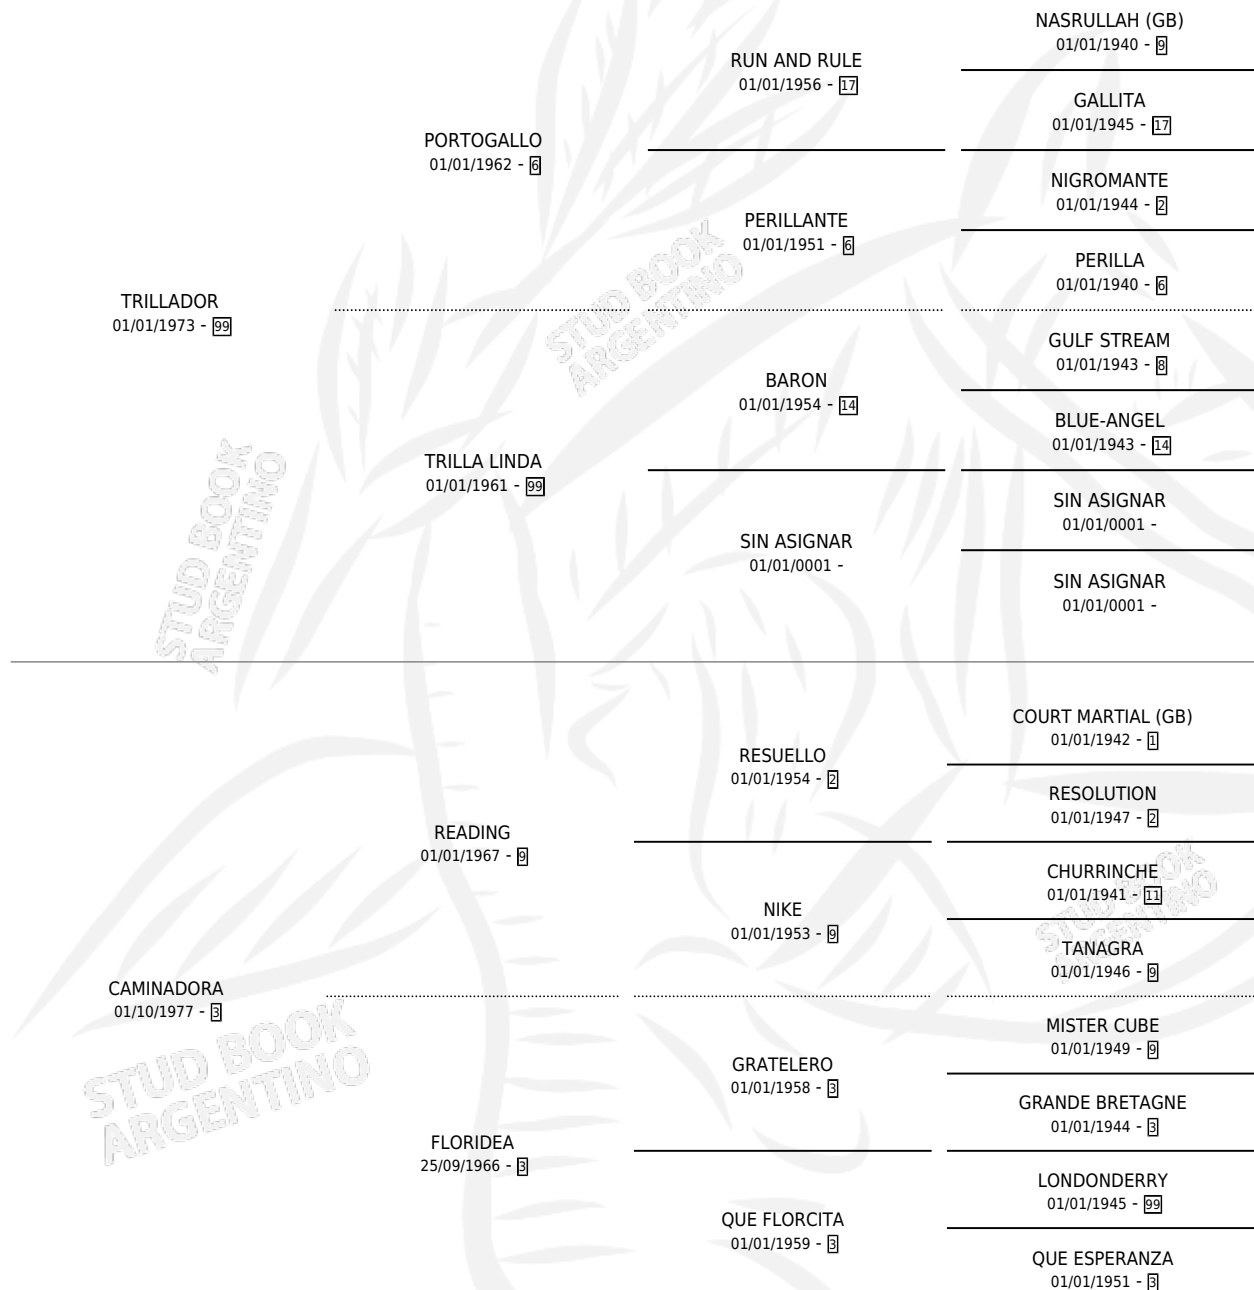 NASRULLAH (GB)
01/01/1940 - 9
RUN AND RULE
01/01/1956 - 17
GALLITA
01/01/1945 - 17
PORTOGALLO
01/01/1962 - 6
NIGROMANTE
01/01/1944 - 2
PERILLANTE
01/01/1951 - 6
PERILLA
01/01/1940 - 6
TRILLADOR
01/01/1973 - 99
GULF STREAM
01/01/1943 - 8
BARON
01/01/1954 - 14
BLUE-ANGEL
01/01/1943 - 14
TRILLA LINDA
01/01/1961 - 99
SIN ASIGNAR
01/01/0001 -
SIN ASIGNAR
01/01/0001 -
SIN ASIGNAR
01/01/0001 -
COURT MARTIAL (GB)
01/01/1942 - 1
RESUELLO
01/01/1954 - 2
RESOLUTION
01/01/1947 - 2
READING
01/01/1967 - 9
CHURRINCHE
01/01/1941 - 11
NIKE
01/01/1953 - 9
TANAGRA
01/01/1946 - 9
CAMINADORA
01/10/1977 - 3
MISTER CUBE
01/01/1949 - 9
GRATELERO
01/01/1958 - 3
GRANDE BRETAGNE
01/01/1944 - 3
FLORIDEA
25/09/1966 - 3
LONDONDERRY
01/01/1945 - 99
QUE FLORCITA
01/01/1959 - 3
QUE ESPERANZA
01/01/1951 - 3
STUD BOOK
ARGENTINO
STUD BOOK
ARGENTINO
STUD BOOK
ARGENTINO
STUD BOOK
ARGENTINO